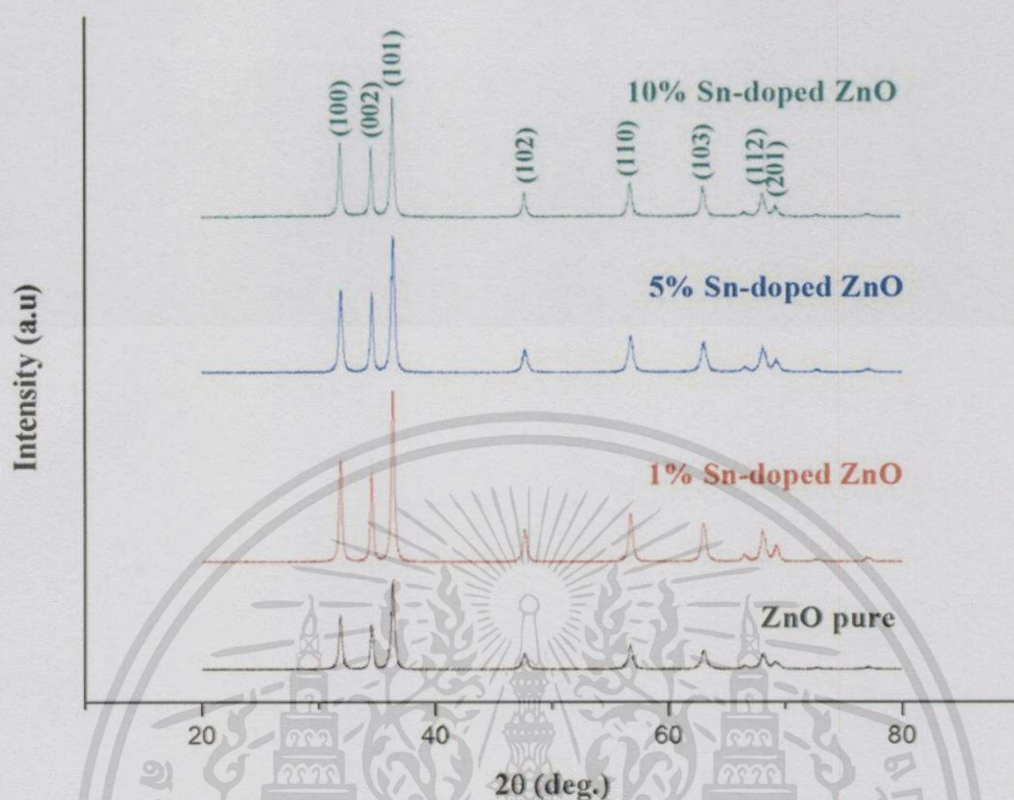 (100)
(002)
(101)
(102)
(110)
(103)
(112)
(201)
10% Sn-doped ZnO
5% Sn-doped ZnO
1% Sn-doped ZnO
ZnO pure
Intensity (a.u)
20
40
60
80
2θ (deg.)